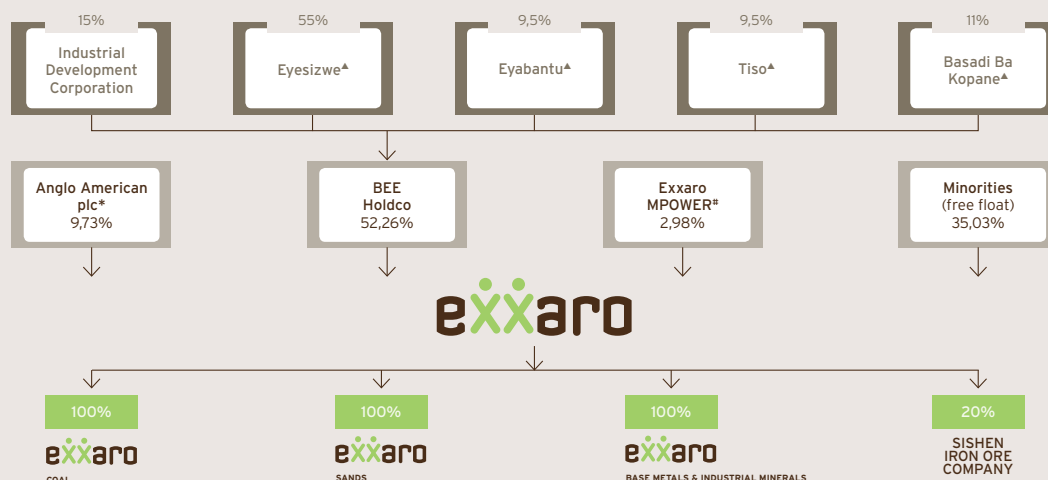 15%
55%
9,5%
9,5%
11%
Industrial
Development
Corporation
Eyesizwe▲
Eyabantu▲
Tiso▲
Basadi Ba
Kopane▲
Anglo American
plc*
9,73%
BEE
Holdco
52,26%
Exxaro
MPOWER#
2,98%
Minorities
(free float)
35,03%
exxaro
100%
100%
100%
20%
exxaro
COAL
exxaro
SANDS
exxaro
BASE METALS & INDUSTRIAL MINERALS
SISHEN
IRON ORE
COMPANY